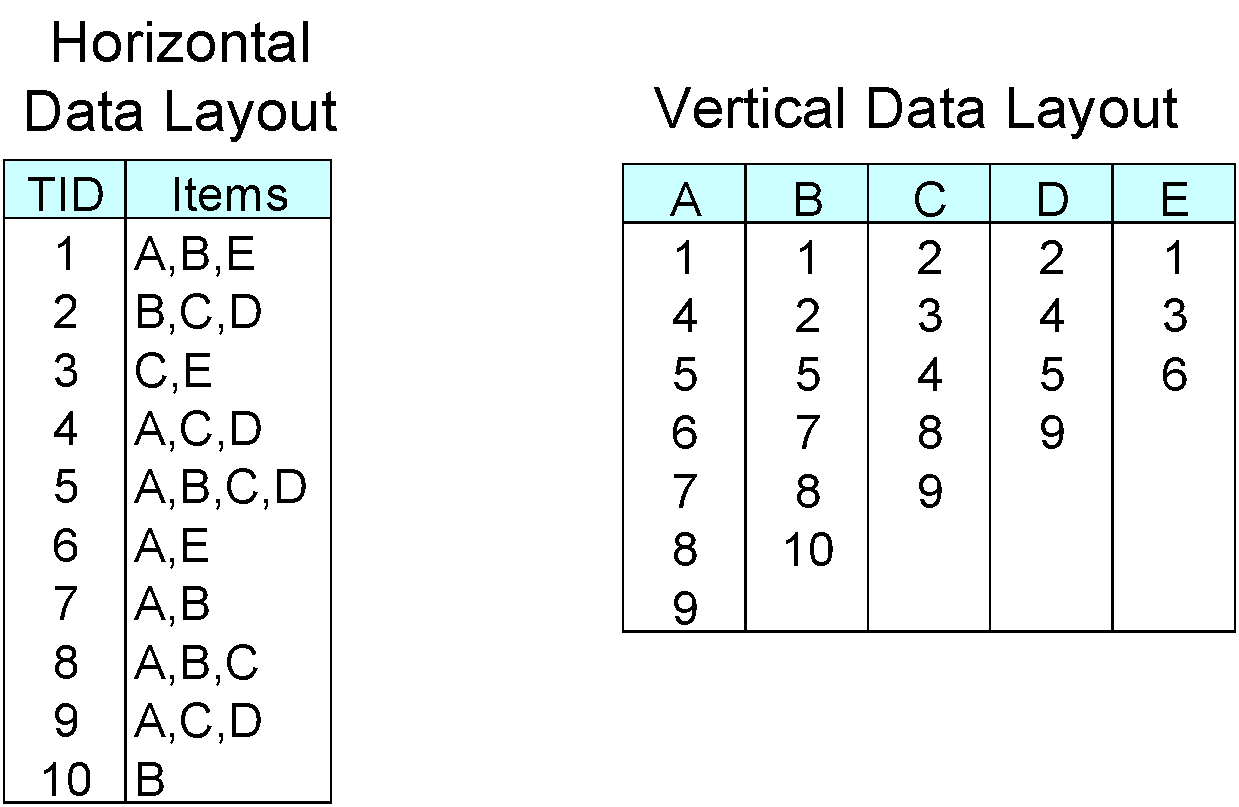 Horizontal
Data Layout
TID Items
1 A,B,E
2 B,C,D
3 C,E
4 A,C,D
5 A,B,C,D
6 A,E
7 A,B
8 A,B,C
9 A,C,D
10 B
Vertical Data Layout
A B C D E
1 1 2 2 1
4 2 3 4 3
5 5 4 5 6
6 7 8 9
7 8 9
8 10
9